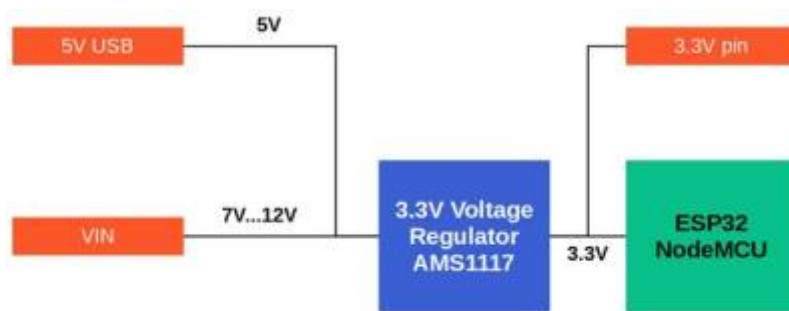 5V USB
5V
3.3V pin
VIN
7V...12V
3.3V Voltage
Regulator
AMS1117
3.3V
ESP32
NodeMCU